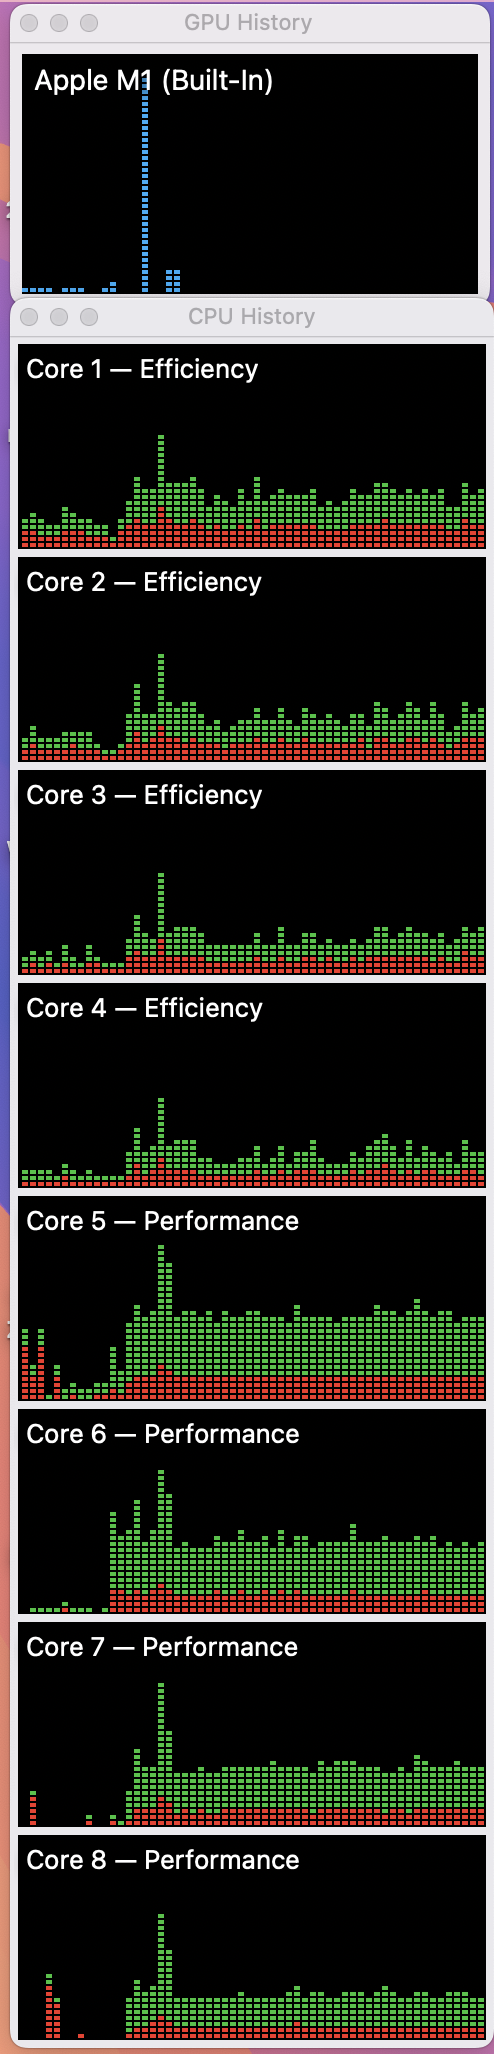 GPU History
Apple M1 (Built-In)
CPU History
Core 1 — Efficiency
Core 2 — Efficiency
Core 3 — Efficiency
Core 4 — Efficiency
Core 5 — Performance
Core 6 — Performance
Core 7 — Performance
Core 8 — Performance